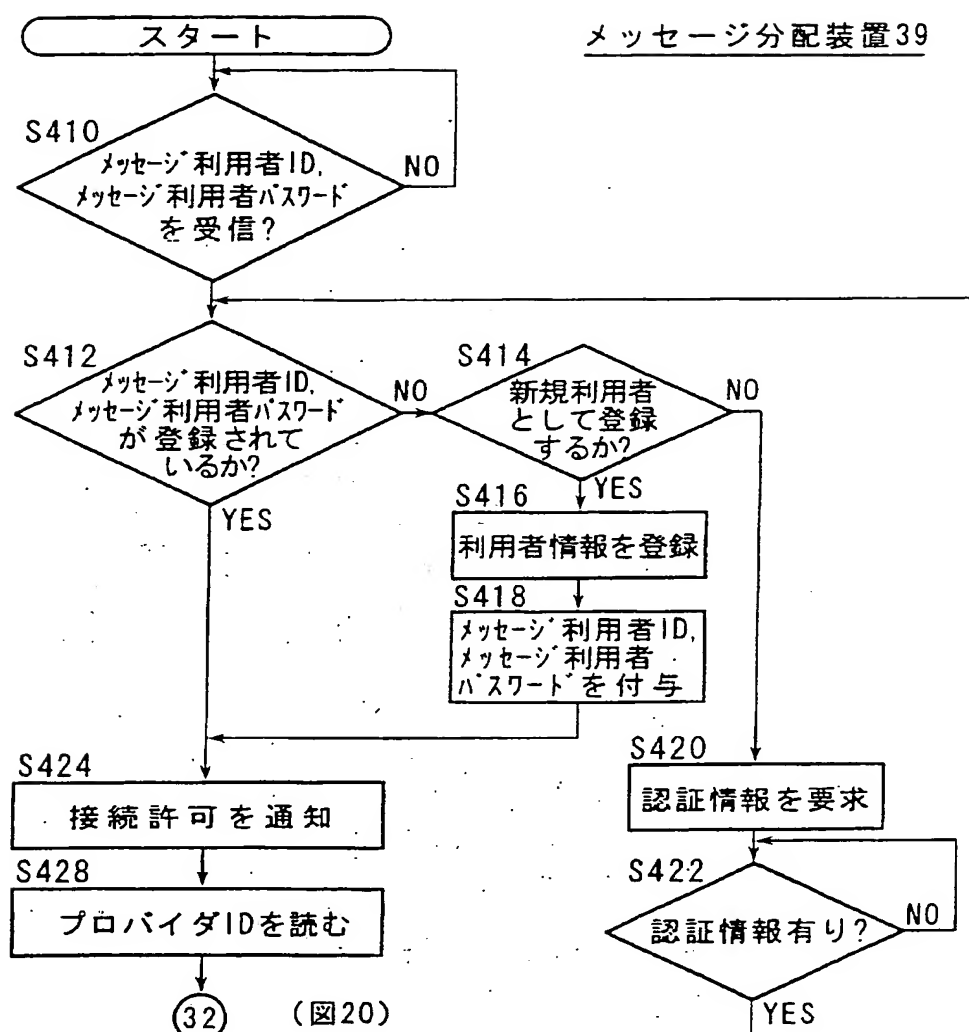 スタート
メッセージ分配装置39
S410
メッセージ利用者ID,
メッセージ利用者パスワード
を受信?
NO
S412
メッセージ利用者ID,
メッセージ利用者パスワード
が登録されて
いるか?
NO
YES
S414
新規利用者
として登録
するか?
NO
YES
S416
利用者情報を登録
S418
メッセージ利用者ID,
メッセージ利用者
パスワードを付与
S424
接続許可を通知
S420
認証情報を要求
S428
プロバイダIDを読む
S422
認証情報有り?
NO
YES
32
(図20)